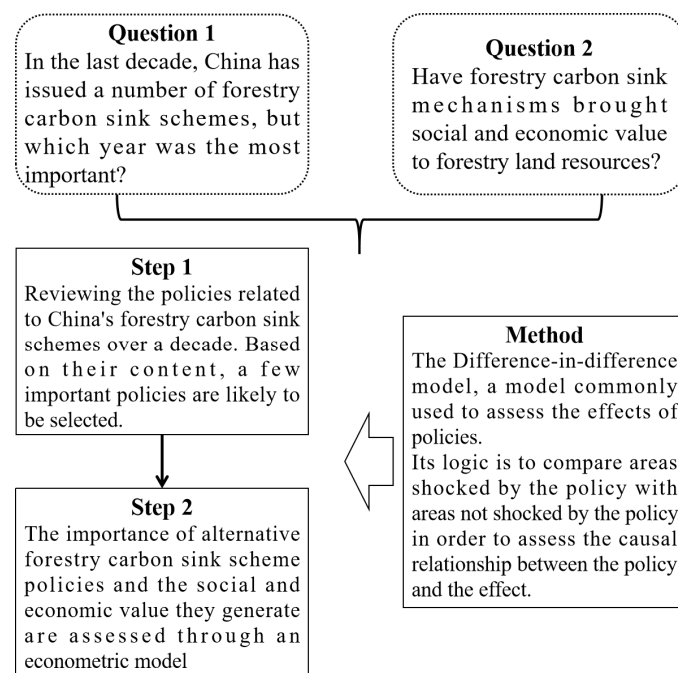 Question 1
In the last decade, China has
issued a number of forestry
carbon sink schemes, but
which year was the most
important?
Question 2
Have forestry carbon sink
mechanisms brought
social and economic value
to forestry land resources?
Step 1
Reviewing the policies related
to China's forestry carbon sink
schemes over a decade. Based
on their content, a few
important policies are likely to
be selected.
Method
The Difference-in-difference
model, a model commonly
used to assess the effects of
policies.
Its logic is to compare areas
shocked by the policy with
areas not shocked by the policy
in order to assess the causal
relationship between the policy
and the effect.
Step 2
The importance of alternative
forestry carbon sink scheme
policies and the social and
economic value they generate
are assessed through an
econometric model